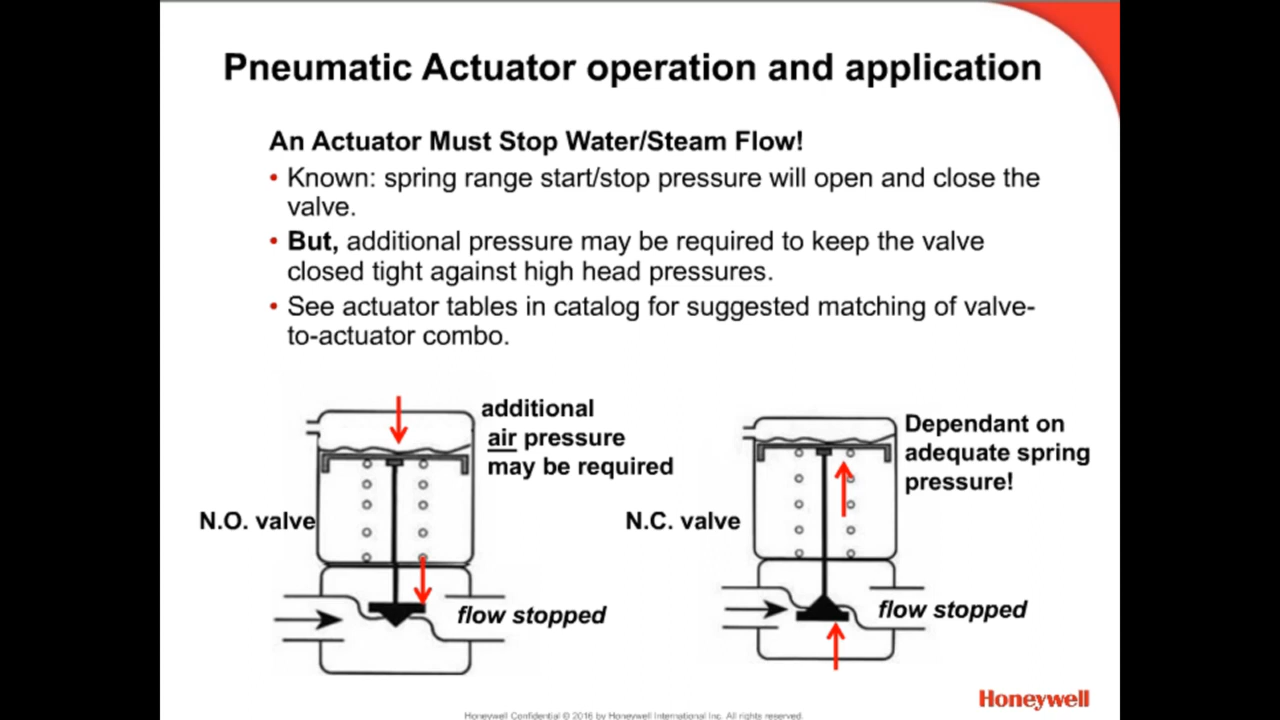 Pneumatic Actuator operation and application
An Actuator Must Stop Water/Steam Flow!
• Known: spring range start/stop pressure will open and close the
valve.
• But, additional pressure may be required to keep the valve
closed tight against high head pressures.
• See actuator tables in catalog for suggested matching of valve-
to-actuator combo.
additional
air pressure
may be required
N.O. valve
flow stopped
Dependant on
adequate spring
pressure!
N.C. valve
flow stopped
Honeywell
Honeywell Confidential © 2016 by Honeywell International Inc. All rights reserved.